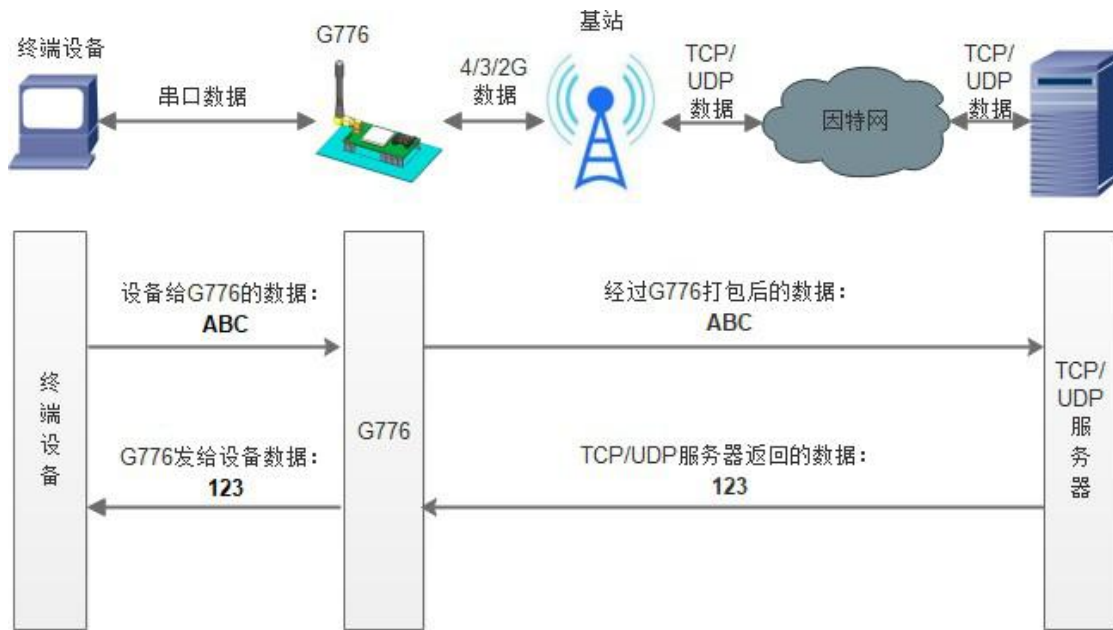 终端设备
G776
基站
串口数据
4/3/2G
数据
TCP/
UDP
数据
因特网
TCP/
UDP
数据
设备给G776的数据：
ABC
经过G776打包后的数据：
ABC
终
端
设
备
G776
TCP/
UDP
服
务
器
G776发给设备数据：
123
TCP/UDP服务器返回的数据：
123